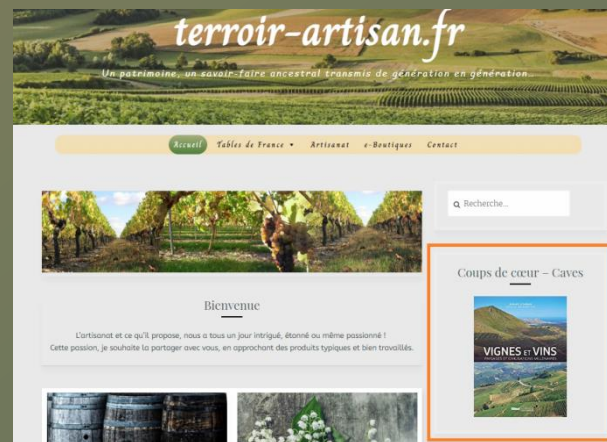 terroir-artisan.fr
Un patrimoine, un savoir-faire ancestral transmis de génération en génération
Accueil Tables de France Artisanat e-Boutiques Contact
Recherche...
Bienvenue
L'artisanat et ce qu'il propose, nous a tous un jour intrigué, étonné ou même passionné !
Cette passion, je souhaite la partager avec vous, en approchant des produits typiques et bien travaillés.
Coups de cœur – Caves
VIGNES ET VINS